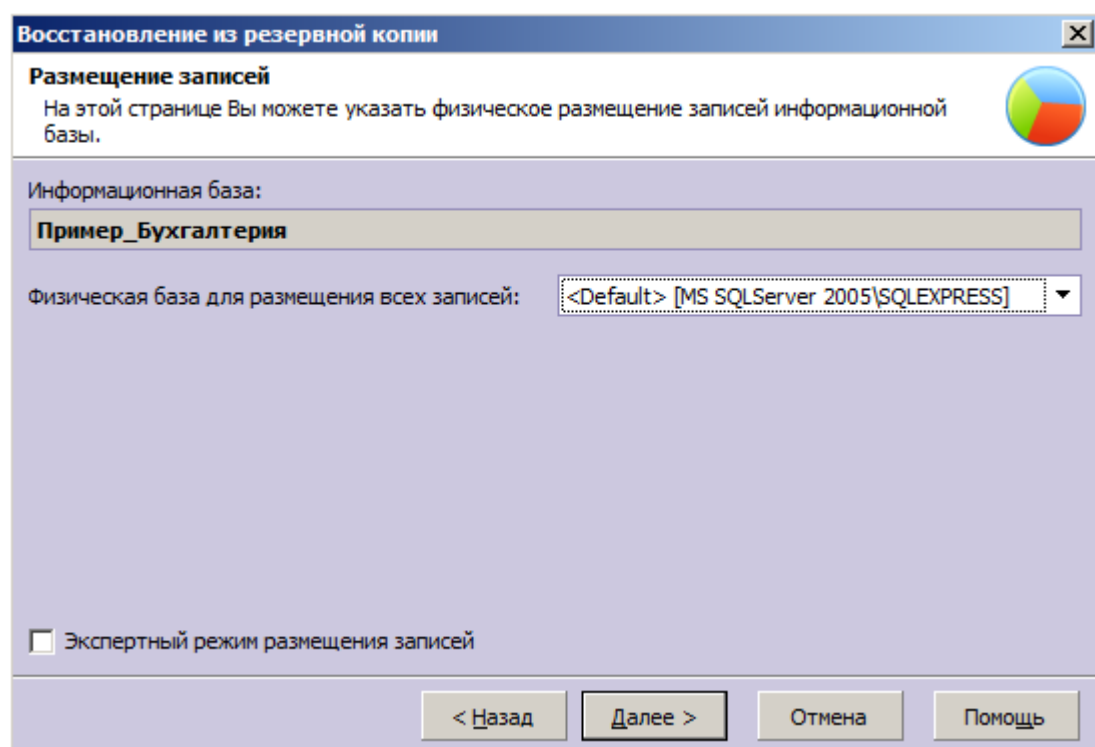 Восстановление из резервной копии
Размещение записей
На этой странице Вы можете указать физическое размещение записей информационной
базы.
Информационная база:
Пример_Бухгалтерия
Физическая база для размещения всех записей:
<Default> [MS SQLServer 2005\SQLEXPRESS]
Экспертный режим размещения записей
< Назад
Далее >
Отмена
Помощь